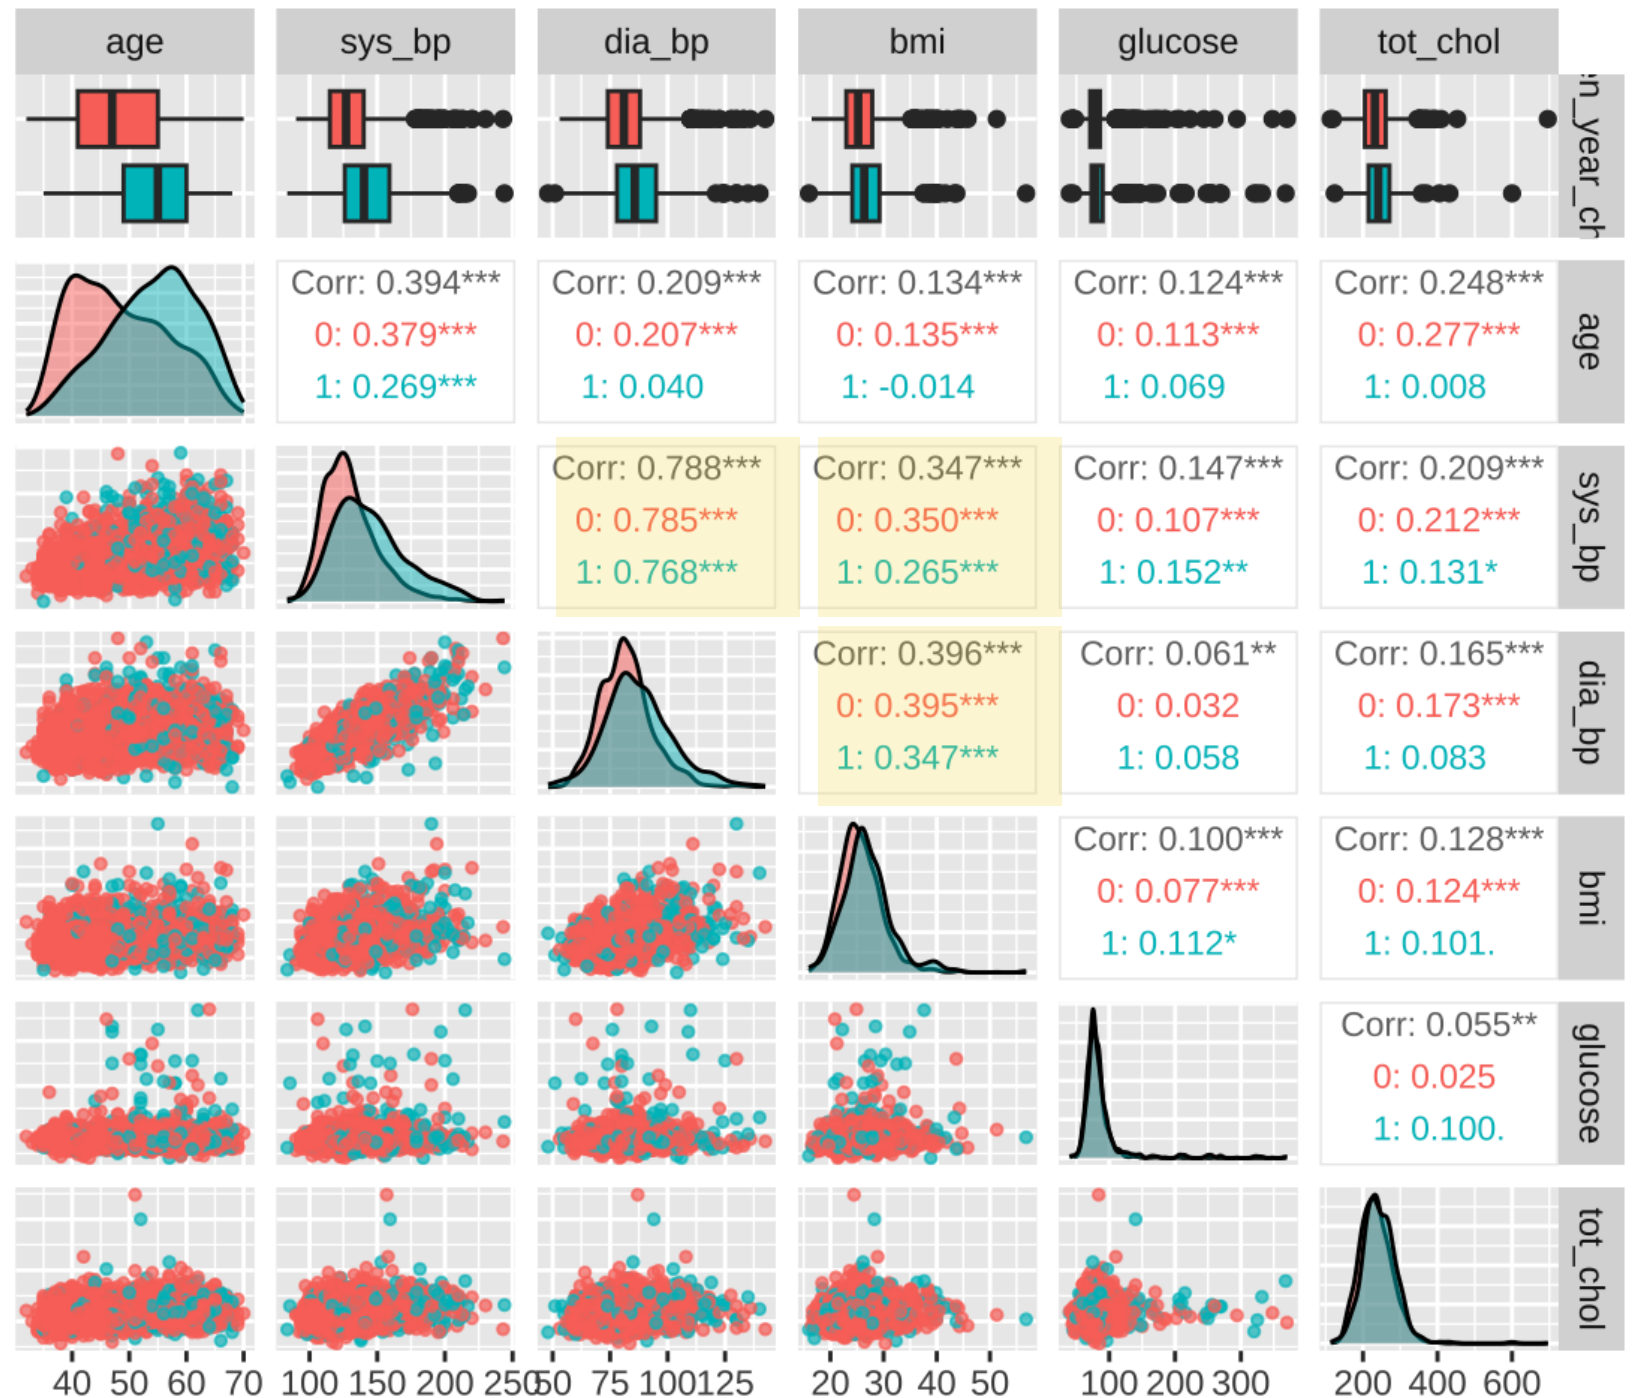 age sys_bp dia_bp bmi glucose tot_chol
en_year_ch
Corr: 0.394*** Corr: 0.209*** Corr: 0.134*** Corr: 0.124*** Corr: 0.248***
0: 0.379*** 0: 0.207*** 0: 0.135*** 0: 0.113*** 0: 0.277***
1: 0.269*** 1: 0.040 1: -0.014 1: 0.069 1: 0.008
age
Corr: 0.788*** Corr: 0.347*** Corr: 0.147*** Corr: 0.209***
0: 0.785*** 0: 0.350*** 0: 0.107*** 0: 0.212***
1: 0.768*** 1: 0.265*** 1: 0.152** 1: 0.131*
sys_bp
Corr: 0.396*** Corr: 0.061** Corr: 0.165***
0: 0.395*** 0: 0.032 0: 0.173***
1: 0.347*** 1: 0.058 1: 0.083
dia_bp
Corr: 0.100*** Corr: 0.128***
0: 0.077*** 0: 0.124***
1: 0.112* 1: 0.101.
bmi
Corr: 0.055**
0: 0.025
1: 0.100.
glucose
tot_chol
40 50 60 70 100 150 200 250 50 75 100 125 20 30 40 50 100 200 300 200 400 600